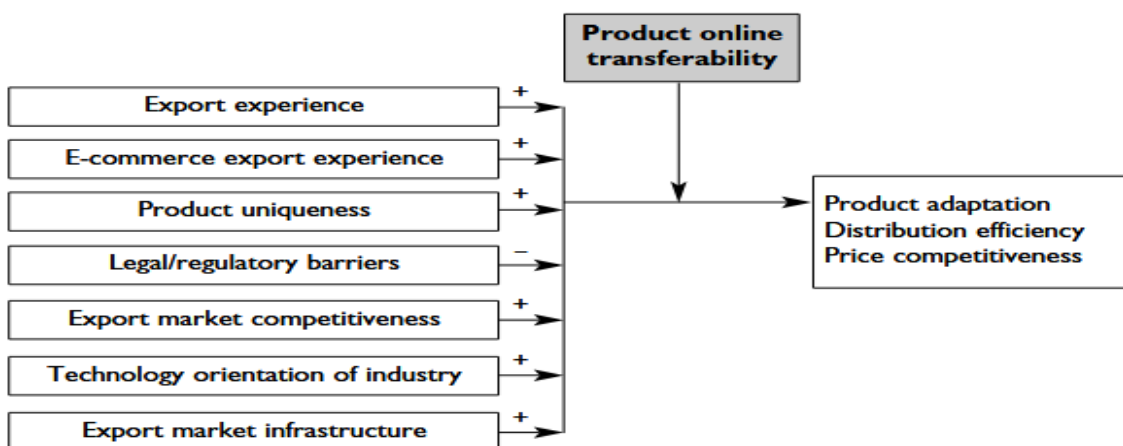 Product online
transferability
+
Export experience
+
E-commerce export experience
+
Product uniqueness
–
Legal/regulatory barriers
+
Export market competitiveness
+
Technology orientation of industry
+
Export market infrastructure
Product adaptation
Distribution efficiency
Price competitiveness